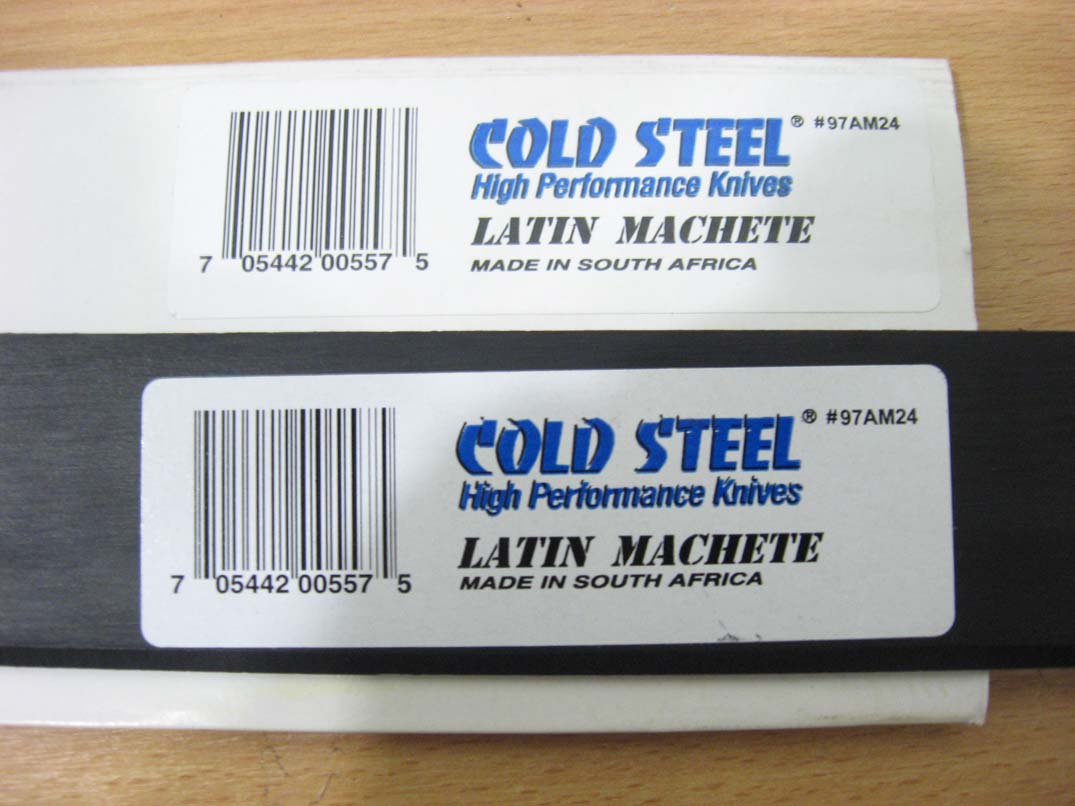 COLD STEEL® #97AM24
High Performance Knives
LATIN MACHETE
MADE IN SOUTH AFRICA
7 05442 00557 5
COLD STEEL® #97AM24
High Performance Knives
LATIN MACHETE
MADE IN SOUTH AFRICA
7 05442 00557 5